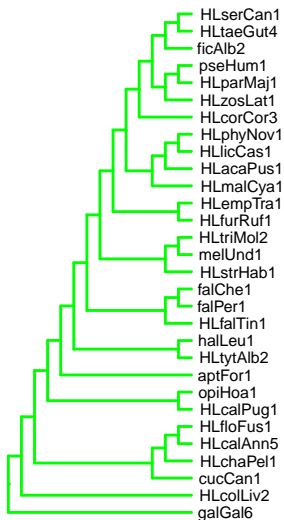 HLserCan1
HLtaeGut4
ficAlb2
pseHum1
HLparMaj1
HLzosLat1
HLcorCor3
HLphyNov1
HLlicCas1
HLacaPus1
HLmalCya1
HLempTra1
HLfurRuf1
HLtriMol2
melUnd1
HLstrHab1
falChe1
falPer1
HLfalTin1
halLeu1
HLtytAlb2
aptFor1
opiHoa1
HLcalPug1
HLfloFus1
HLcalAnn5
HLchaPel1
cucCan1
HLcolLiv2
galGal6